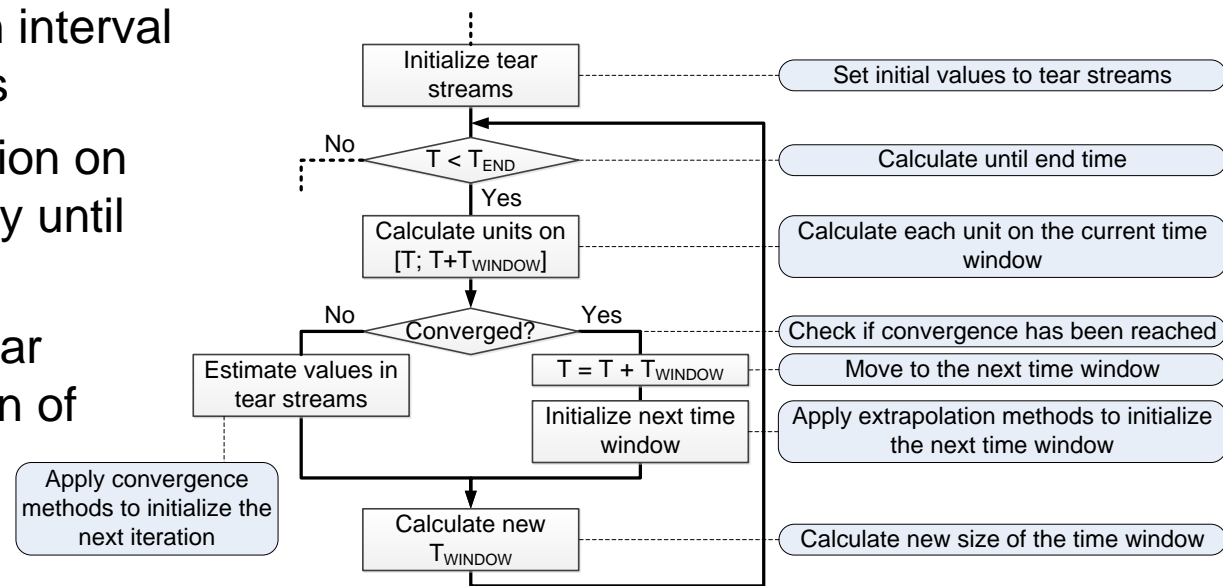 n interval
s
ion on
y until
ar
n of
Initialize tear
streams
Set initial values to tear streams
No
T < T_END
Calculate until end time
Yes
Calculate units on
[T; T+T_WINDOW]
Calculate each unit on the current time
window
No
Converged?
Yes
Check if convergence has been reached
Estimate values in
tear streams
T = T + T_WINDOW
Move to the next time window
Initialize next time
window
Apply extrapolation methods to initialize
the next time window
Apply convergence
methods to initialize the
next iteration
Calculate new
T_WINDOW
Calculate new size of the time window